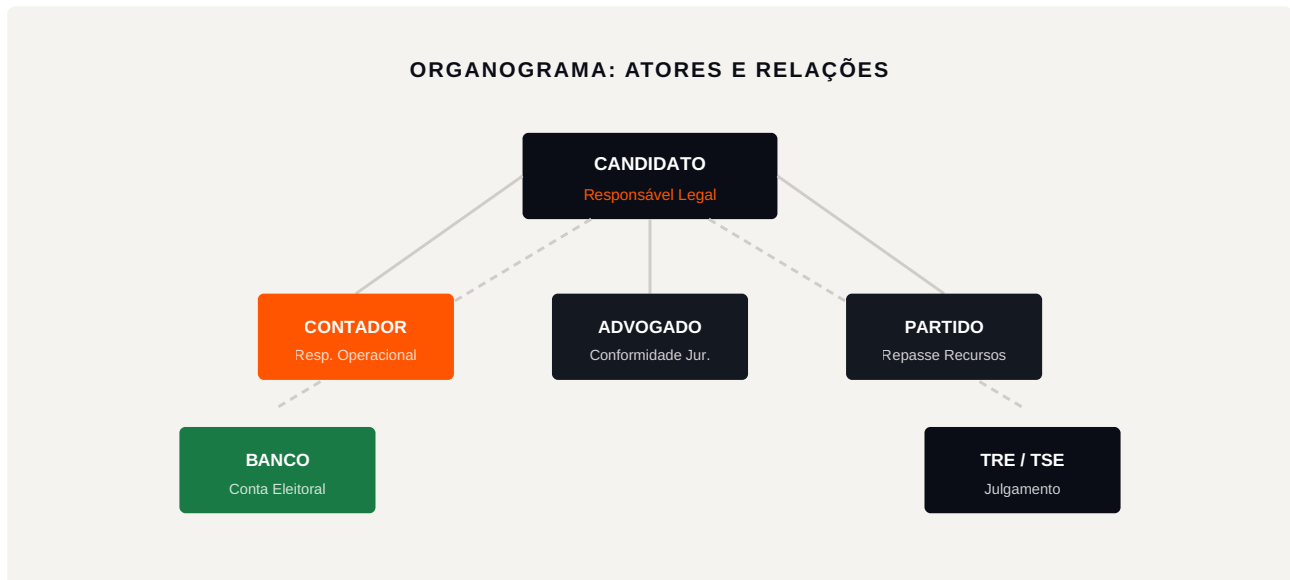 ORGANOGRAMA: ATORES E RELAÇÕES
CANDIDATO
Responsável Legal
CONTADOR
Resp. Operacional
ADVOGADO
Conformidade Jur.
PARTIDO
Repasse Recursos
BANCO
Conta Eleitoral
TRE / TSE
Julgamento